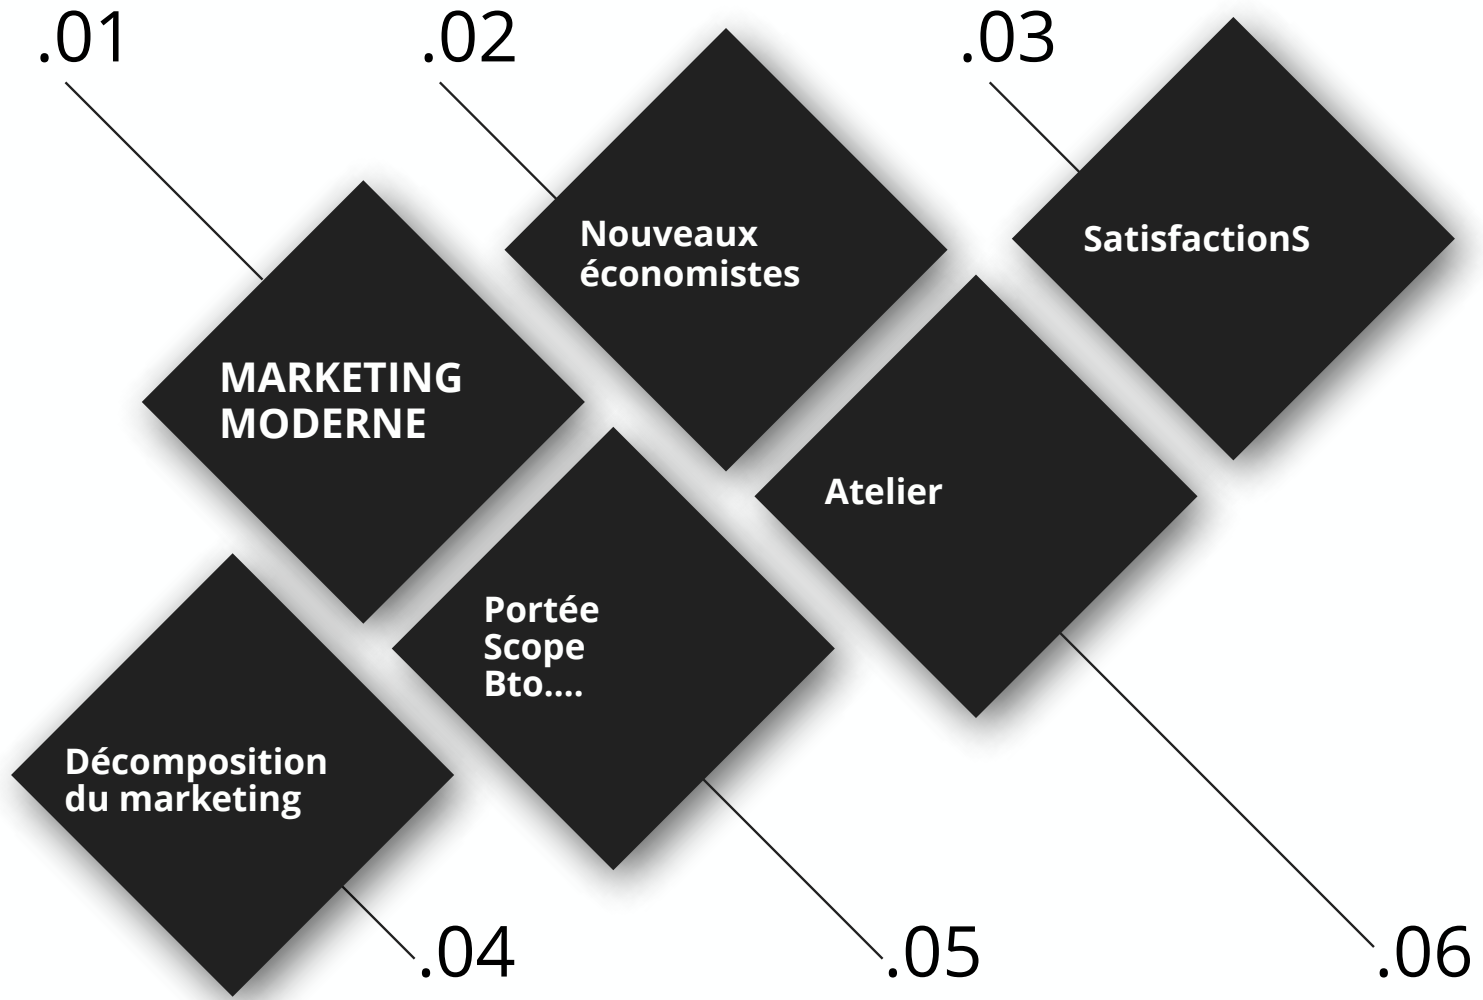 .01
MARKETING
MODERNE
.02
Nouveaux
économistes
.03
SatisfactionS
.04
Décomposition
du marketing
.05
Portée
Scope
Bto....
.06
Atelier